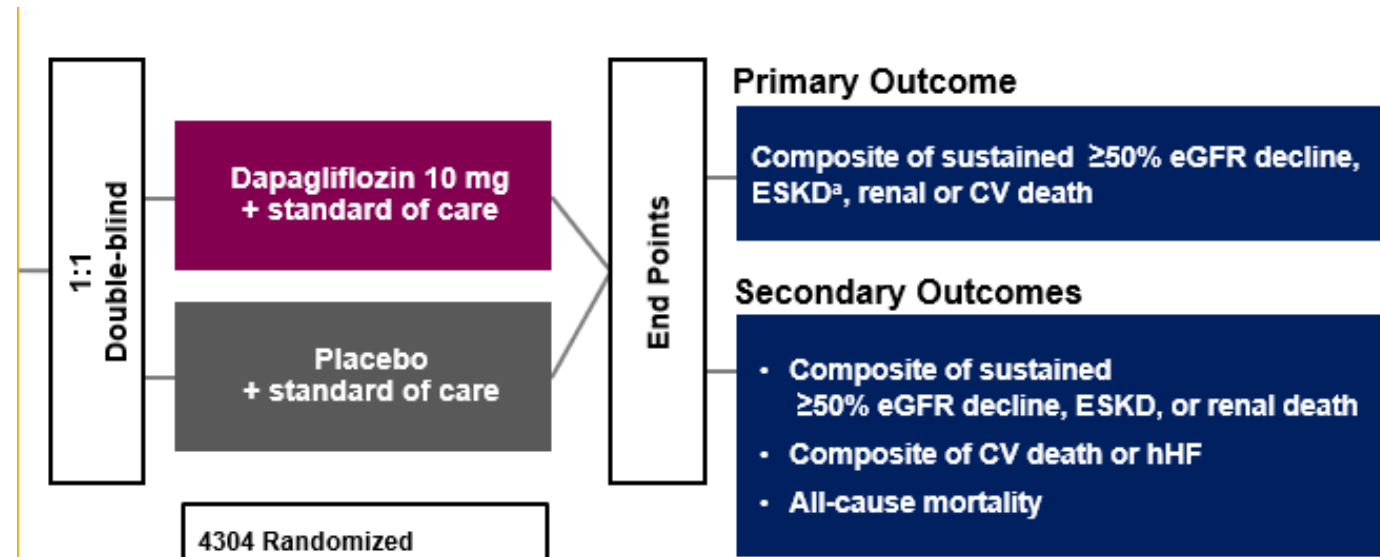 1:1
Double-blind
Dapagliflozin 10 mg
+ standard of care
Placebo
+ standard of care
4304 Randomized
End Points
Primary Outcome
Composite of sustained ≥50% eGFR decline,
ESKDᵃ, renal or CV death
Secondary Outcomes
• Composite of sustained
≥50% eGFR decline, ESKD, or renal death
• Composite of CV death or hHF
• All-cause mortality